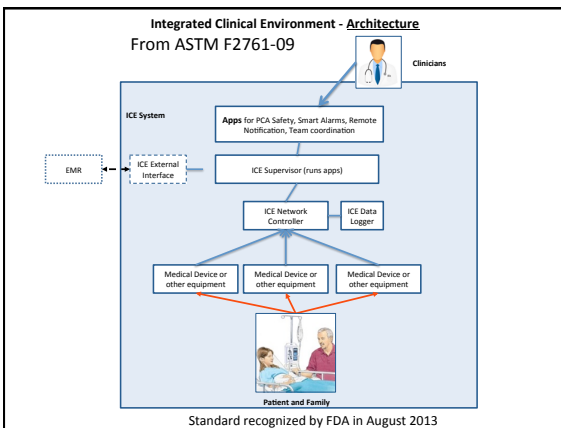 Integrated Clinical Environment - Architecture
From ASTM F2761-09
Clinicians
ICE System
Apps for PCA Safety, Smart Alarms, Remote
Notification, Team coordination
EMR
ICE External
Interface
ICE Supervisor (runs apps)
ICE Network
Controller
ICE Data
Logger
Medical Device or
other equipment
Medical Device or
other equipment
Medical Device or
other equipment
Patient and Family
Standard recognized by FDA in August 2013